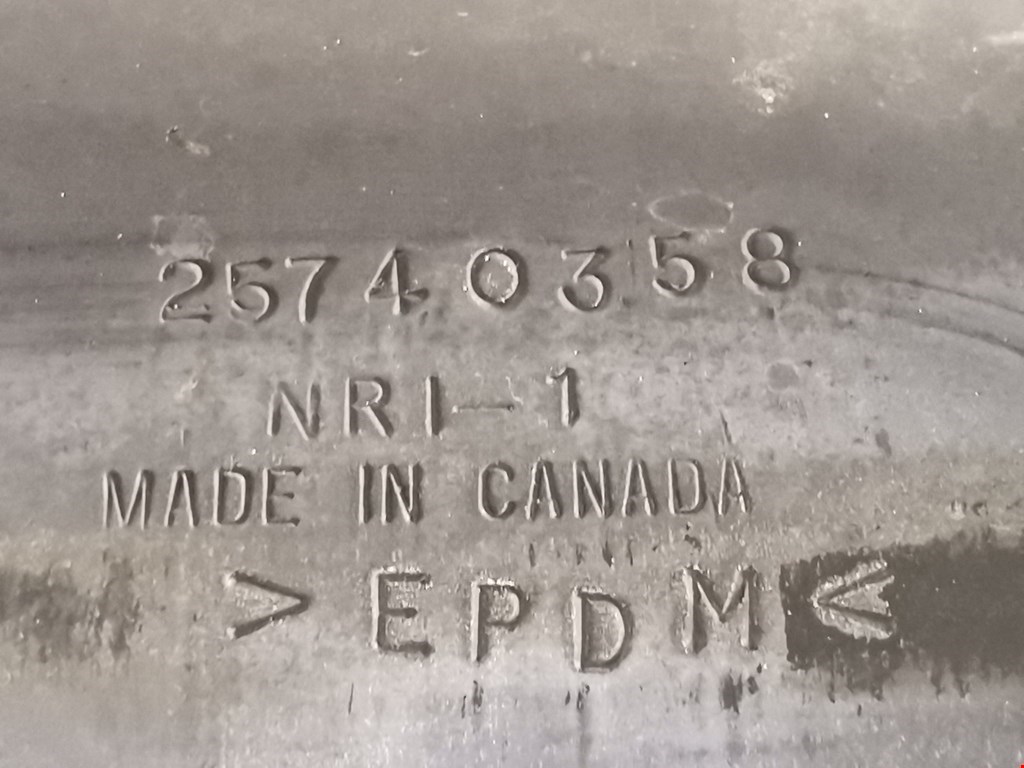 25740358
NRI-1
MADE IN CANADA
>EPDM<